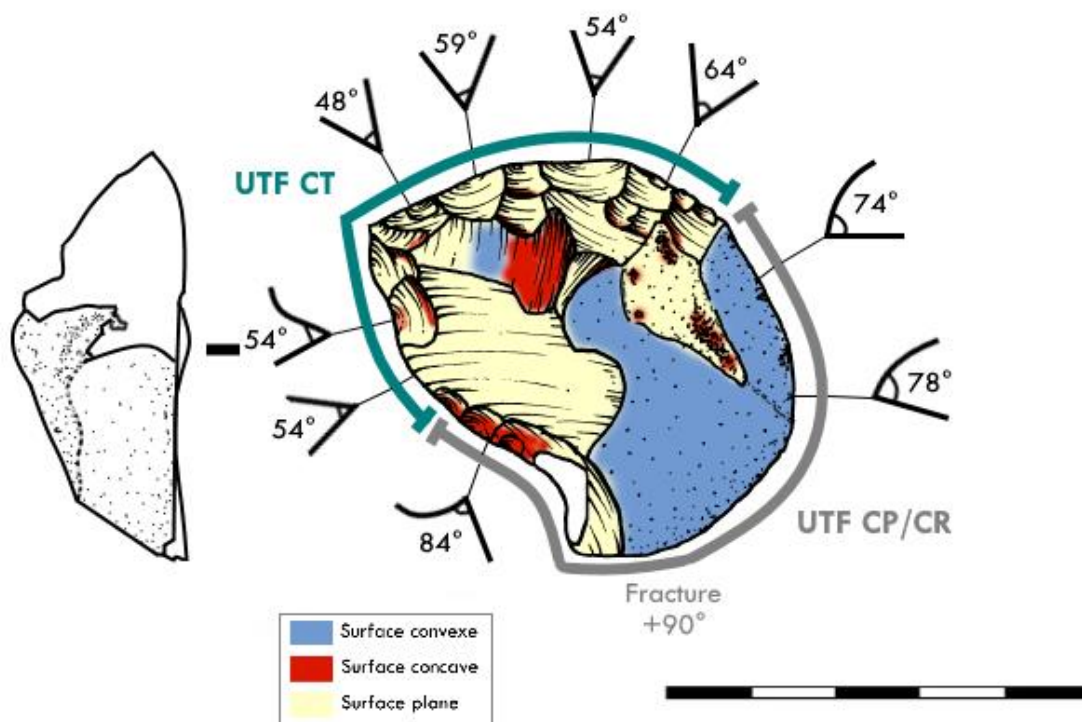 54°
59°
64°
48°
UTF CT
74°
54°
78°
54°
84°
UTF CP/CR
Fracture
+90°
Surface convexe
Surface concave
Surface plane